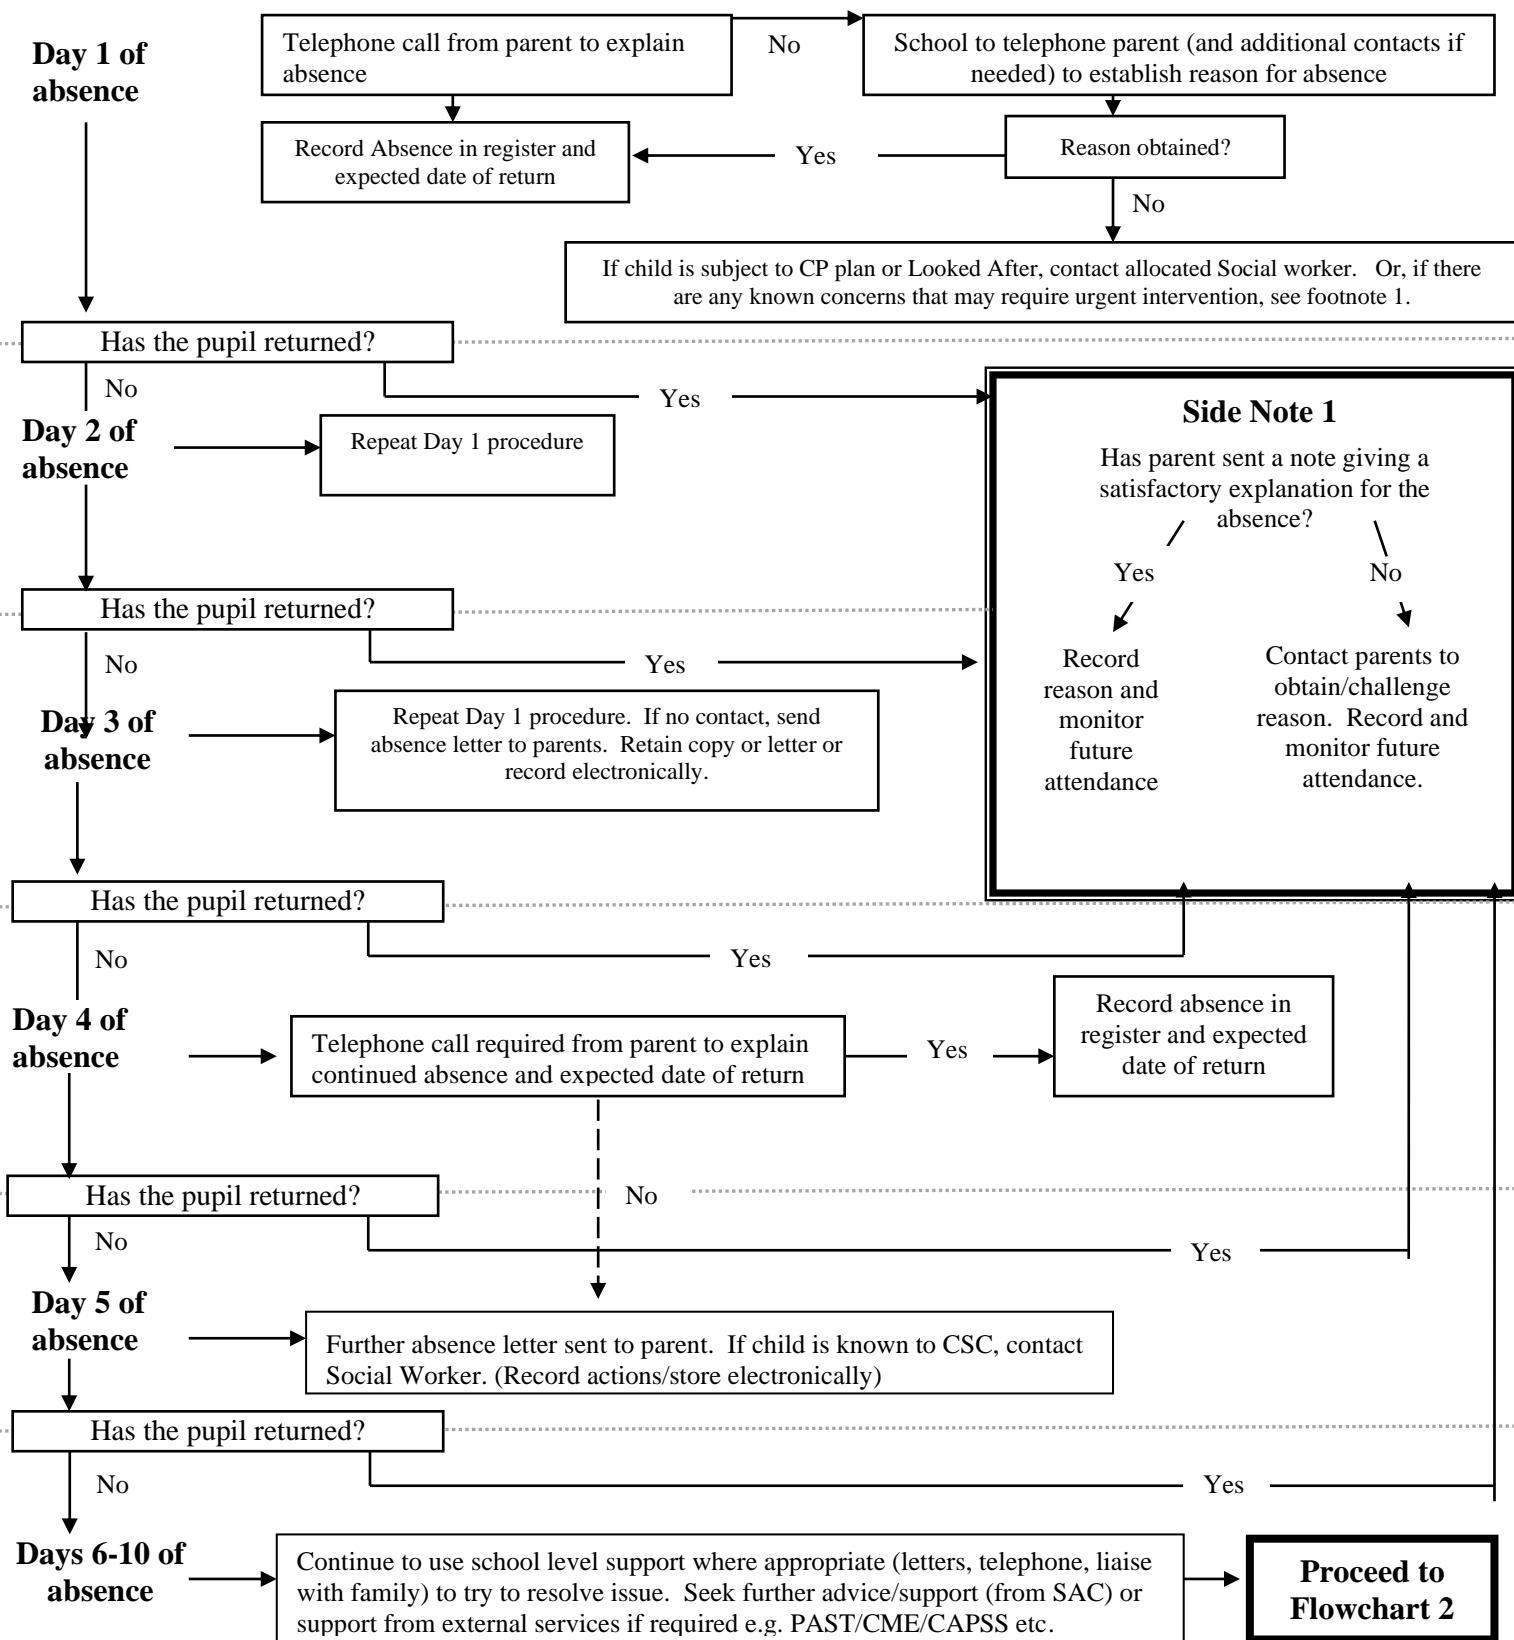 Day 1 of
absence
Telephone call from parent to explain
absence
No
School to telephone parent (and additional contacts if
needed) to establish reason for absence
Record Absence in register and
expected date of return
Yes
Reason obtained?
No
If child is subject to CP plan or Looked After, contact allocated Social worker.   Or, if there
are any known concerns that may require urgent intervention, see footnote 1.
Has the pupil returned?
No
Yes
Day 2 of
absence
Repeat Day 1 procedure
Side Note 1
Has parent sent a note giving a
satisfactory explanation for the
absence?
Yes
No
Record
reason and
monitor
future
attendance
Contact parents to
obtain/challenge
reason.  Record and
monitor future
attendance.
Has the pupil returned?
No
Yes
Day 3 of
absence
Repeat Day 1 procedure.  If no contact, send
absence letter to parents.  Retain copy or letter or
record electronically.
Has the pupil returned?
No
Yes
Day 4 of
absence
Telephone call required from parent to explain
continued absence and expected date of return
Yes
Record absence in
register and expected
date of return
Has the pupil returned?
No
No
Yes
Day 5 of
absence
Further absence letter sent to parent.  If child is known to CSC, contact
Social Worker. (Record actions/store electronically)
Has the pupil returned?
No
Yes
Days 6-10 of
absence
Continue to use school level support where appropriate (letters, telephone, liaise
with family) to try to resolve issue.  Seek further advice/support (from SAC) or
support from external services if required e.g. PAST/CME/CAPSS etc.
Proceed to
Flowchart 2